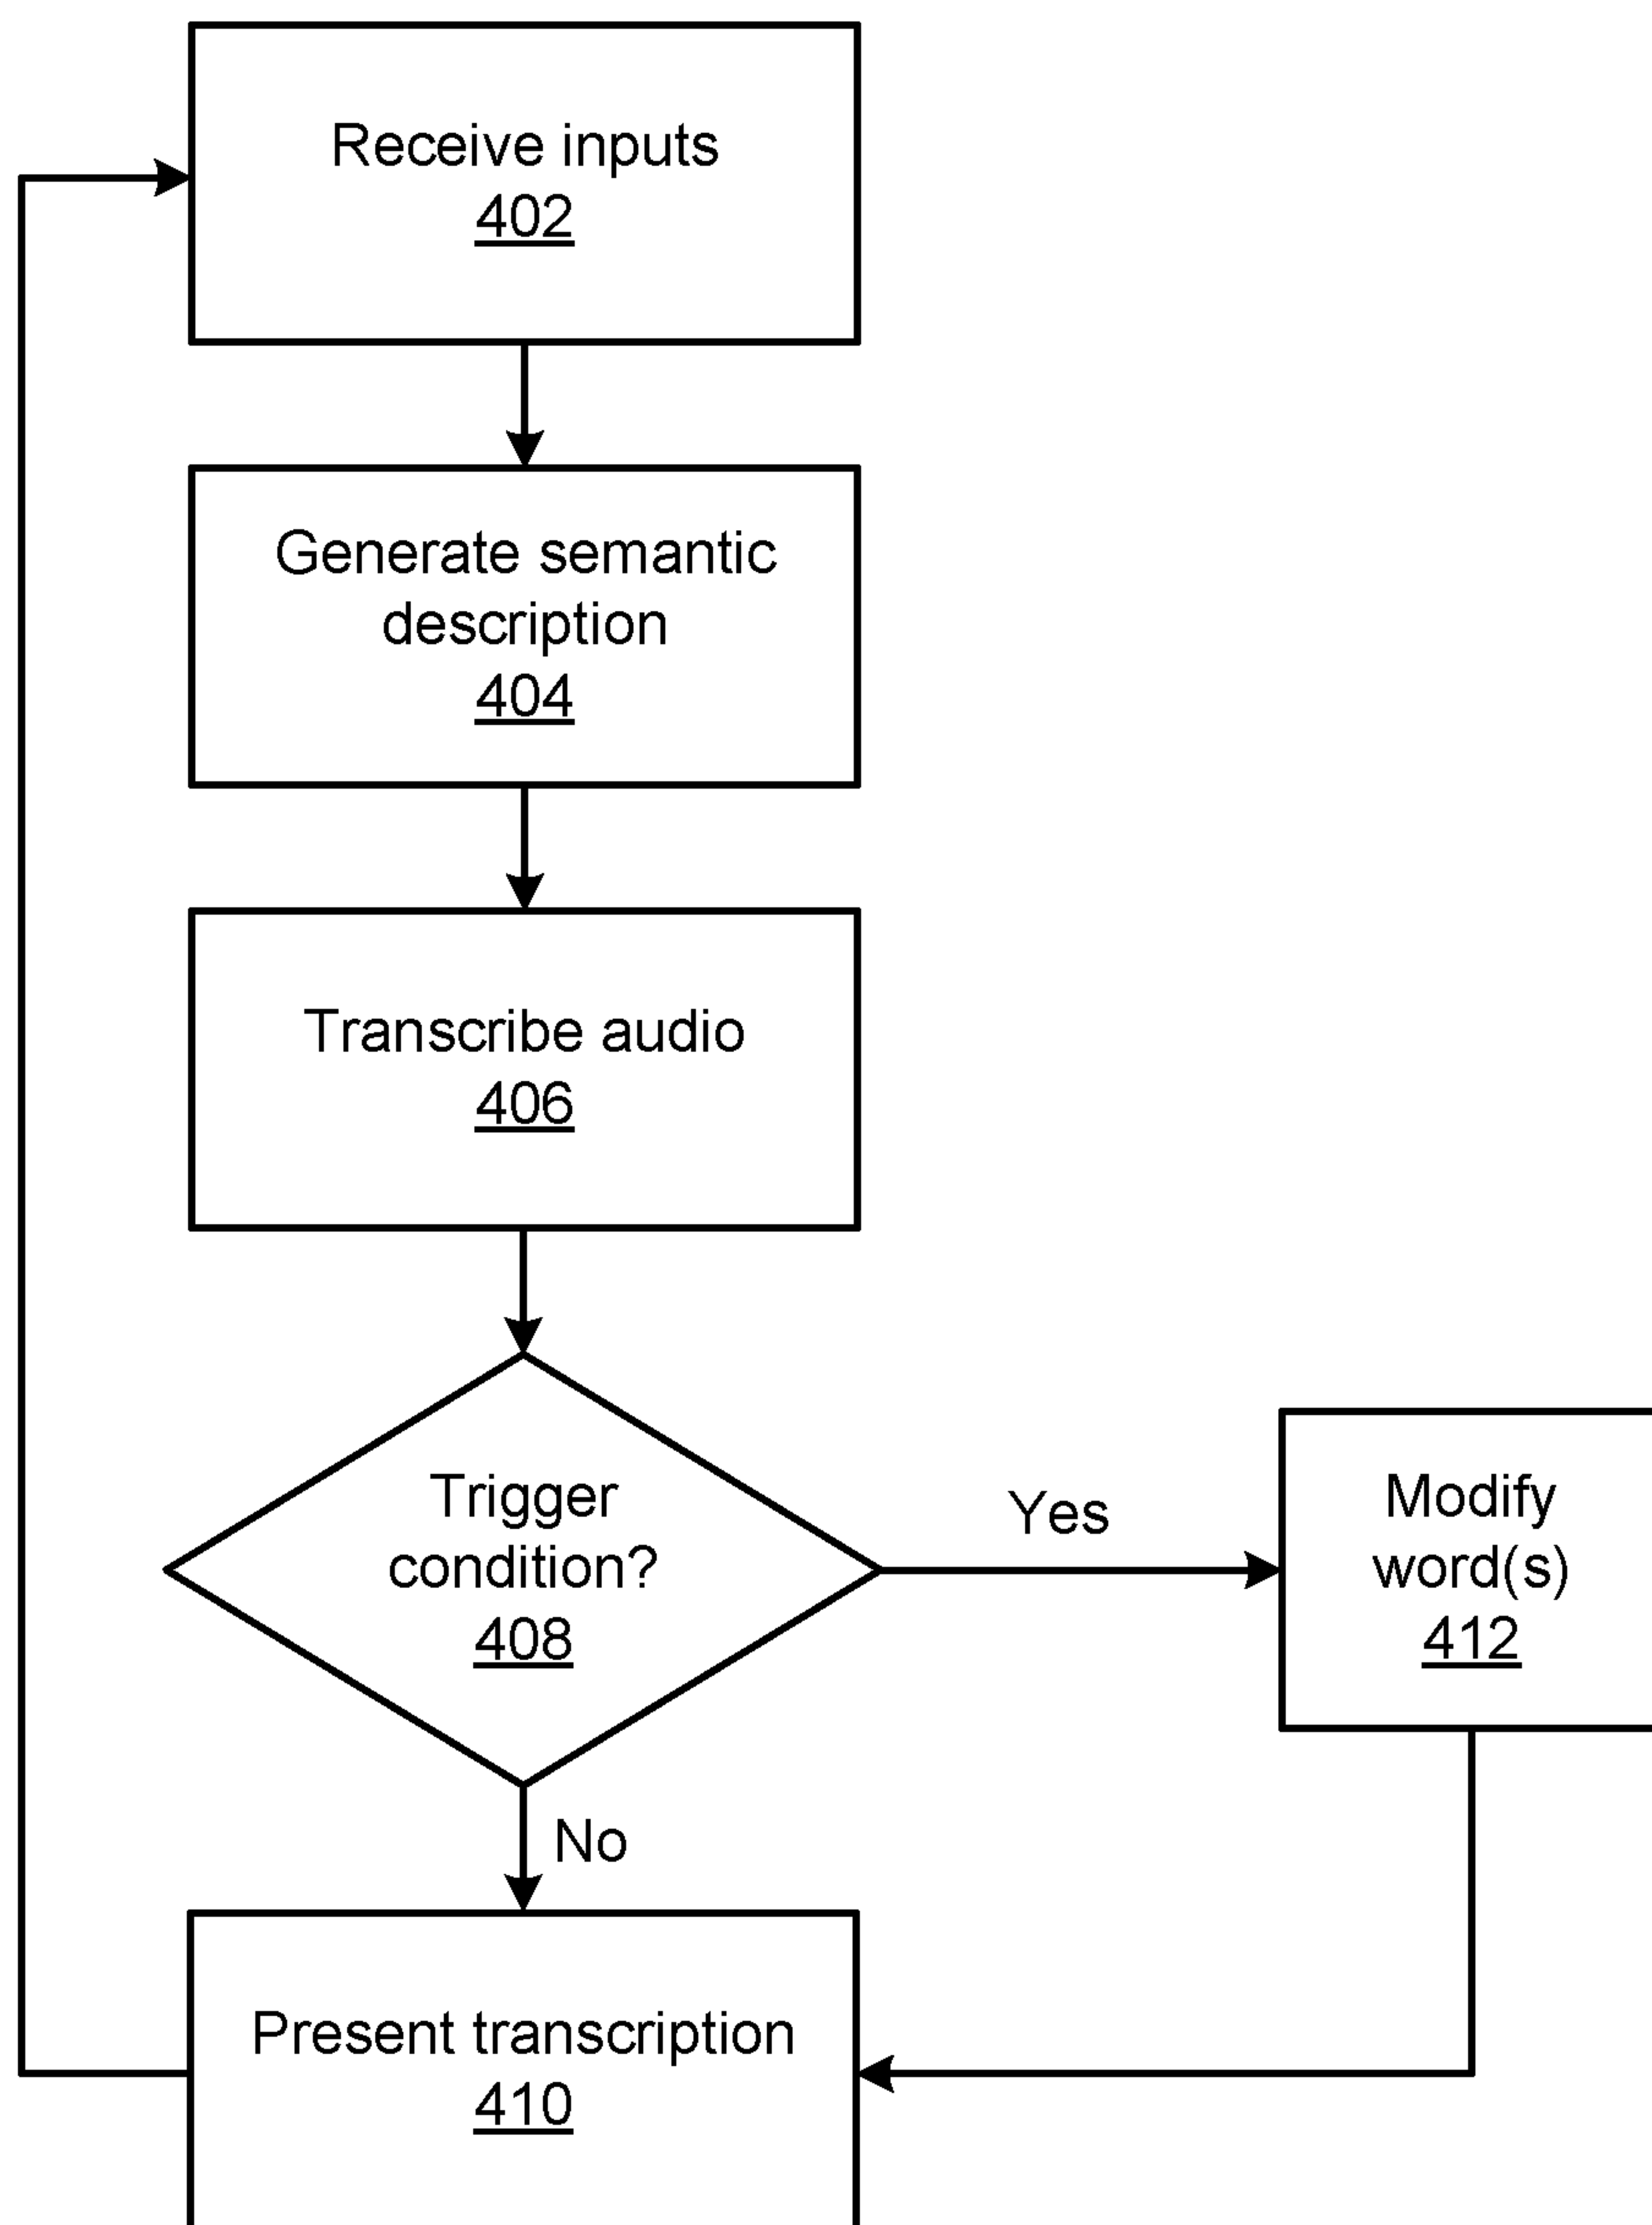 Receive inputs
402
Generate semantic
description
404
Transcribe audio
406
Trigger
condition?
408
Yes
Modify
word(s)
412
No
Present transcription
410